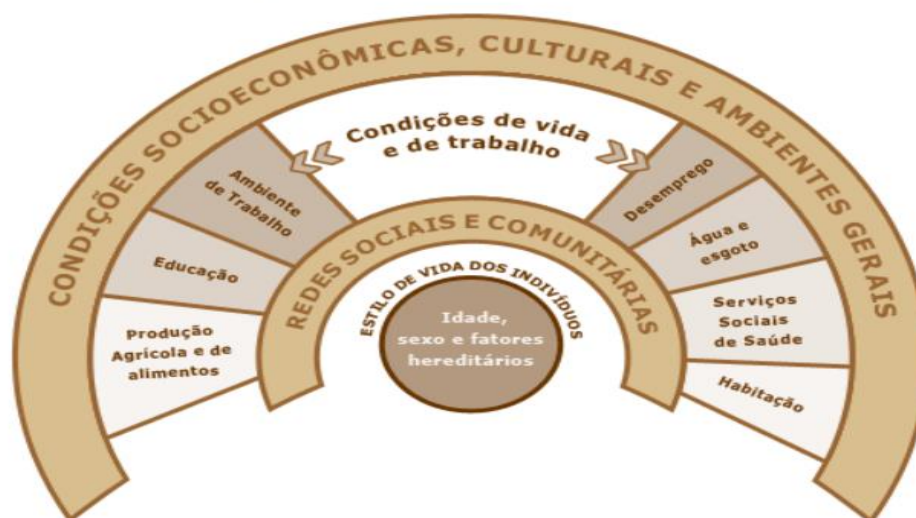 CONDIÇÕES SOCIOECONÔMICAS, CULTURAIS E AMBIENTES GERAIS
Condições de vida
e de trabalho
Ambiente
de Trabalho
Educação
Produção
Agrícola e de
alimentos
Desemprego
Água e
esgoto
Serviços
Sociais
de Saúde
Habitação
REDES SOCIAIS E COMUNITÁRIAS
ESTILO DE VIDA DOS INDIVÍDUOS
Idade,
sexo e fatores
hereditários